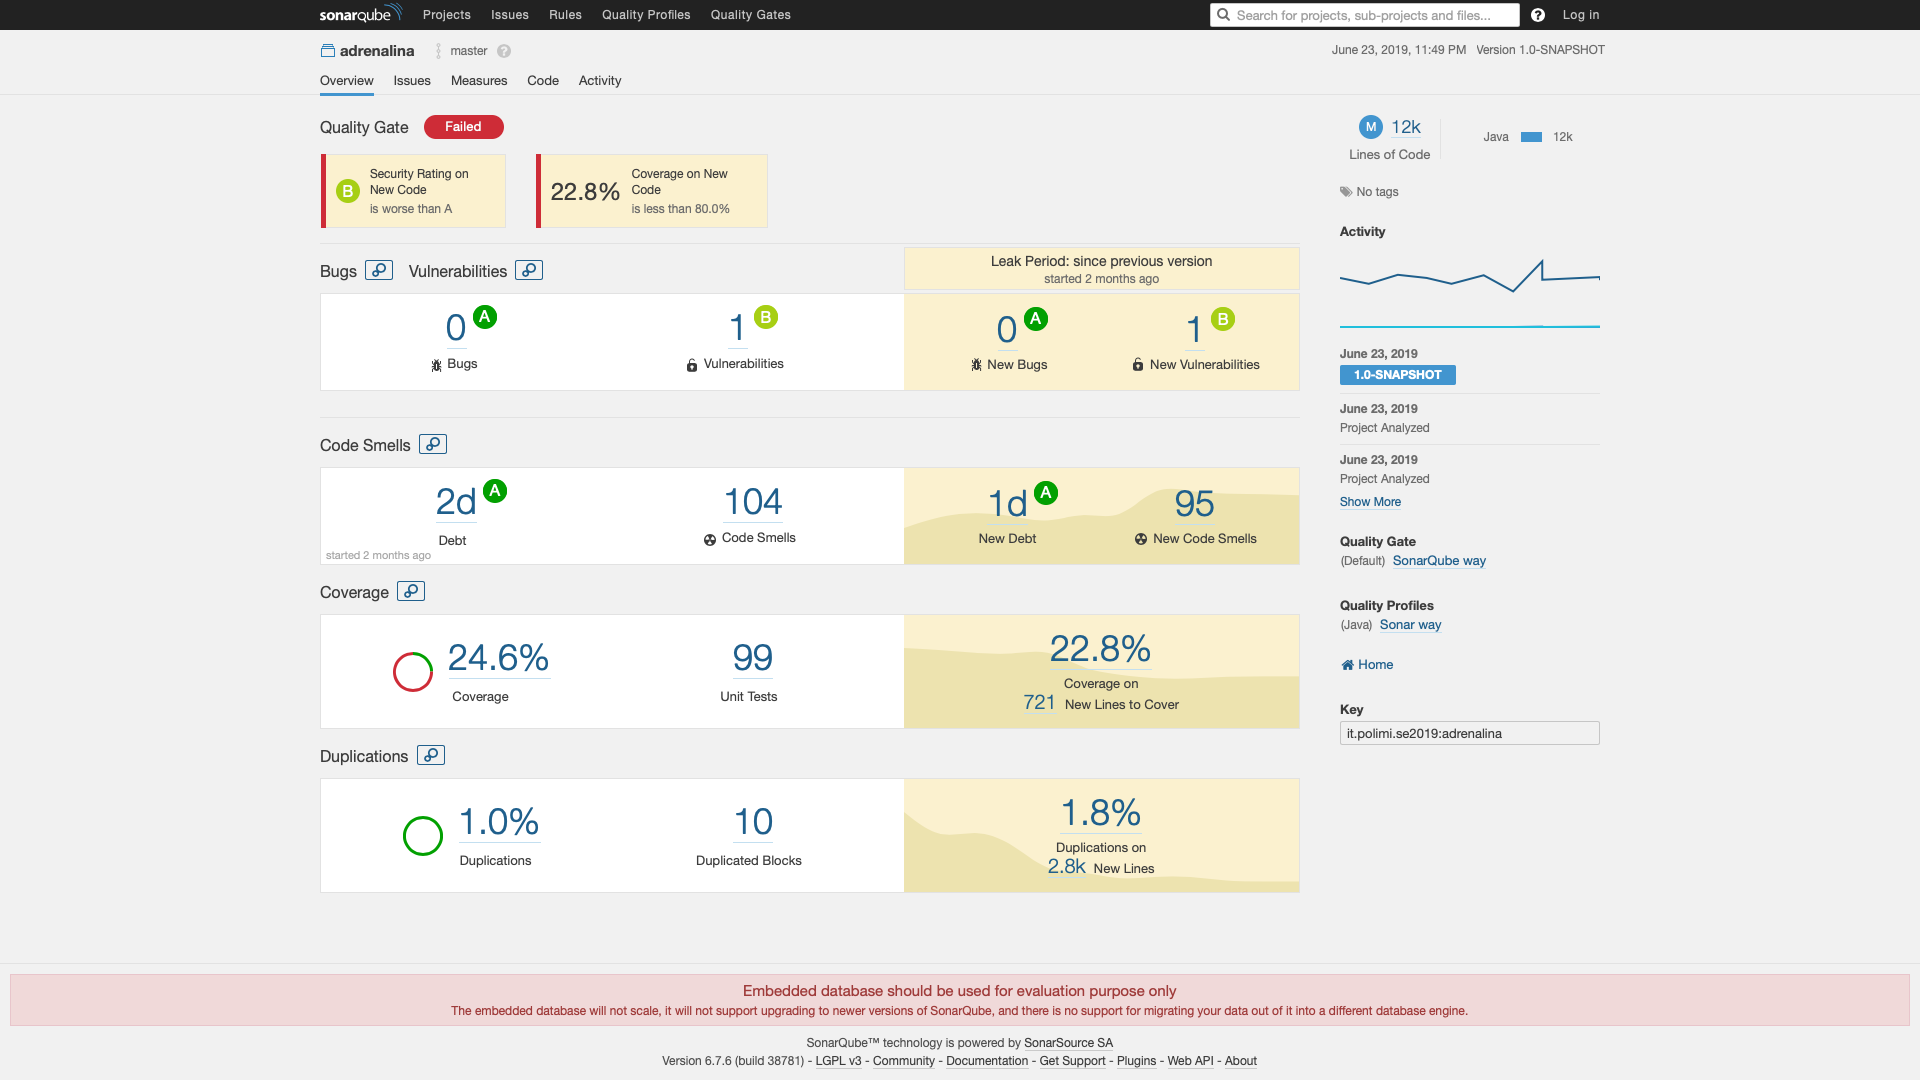 sonarqube Projects Issues Rules Quality Profiles Quality Gates Search for projects, sub-projects and files... ? Log in
adrenalina master ? June 23, 2019, 11:49 PM Version 1.0-SNAPSHOT
Overview Issues Measures Code Activity
Quality Gate Failed
B Security Rating on
New Code
is worse than A
22.8% Coverage on New
Code
is less than 80.0%
Bugs Vulnerabilities
Leak Period: since previous version
started 2 months ago
0 A
Bugs
1 B
Vulnerabilities
0 A
New Bugs
1 B
New Vulnerabilities
Code Smells
2d A
Debt
started 2 months ago
104
Code Smells
1d A
New Debt
95
New Code Smells
Coverage
24.6%
Coverage
99
Unit Tests
22.8%
Coverage on
721 New Lines to Cover
Duplications
1.0%
Duplications
10
Duplicated Blocks
1.8%
Duplications on
2.8k New Lines
M 12k
Lines of Code
Java 12k
No tags
Activity
June 23, 2019
1.0-SNAPSHOT
June 23, 2019
Project Analyzed
June 23, 2019
Project Analyzed
Show More
Quality Gate
(Default) SonarQube way
Quality Profiles
(Java) Sonar way
Home
Key
it.polimi.se2019:adrenalina
Embedded database should be used for evaluation purpose only
The embedded database will not scale, it will not support upgrading to newer versions of SonarQube, and there is no support for migrating your data out of it into a different database engine.
SonarQube™ technology is powered by SonarSource SA
Version 6.7.6 (build 38781) - LGPL v3 - Community - Documentation - Get Support - Plugins - Web API - About